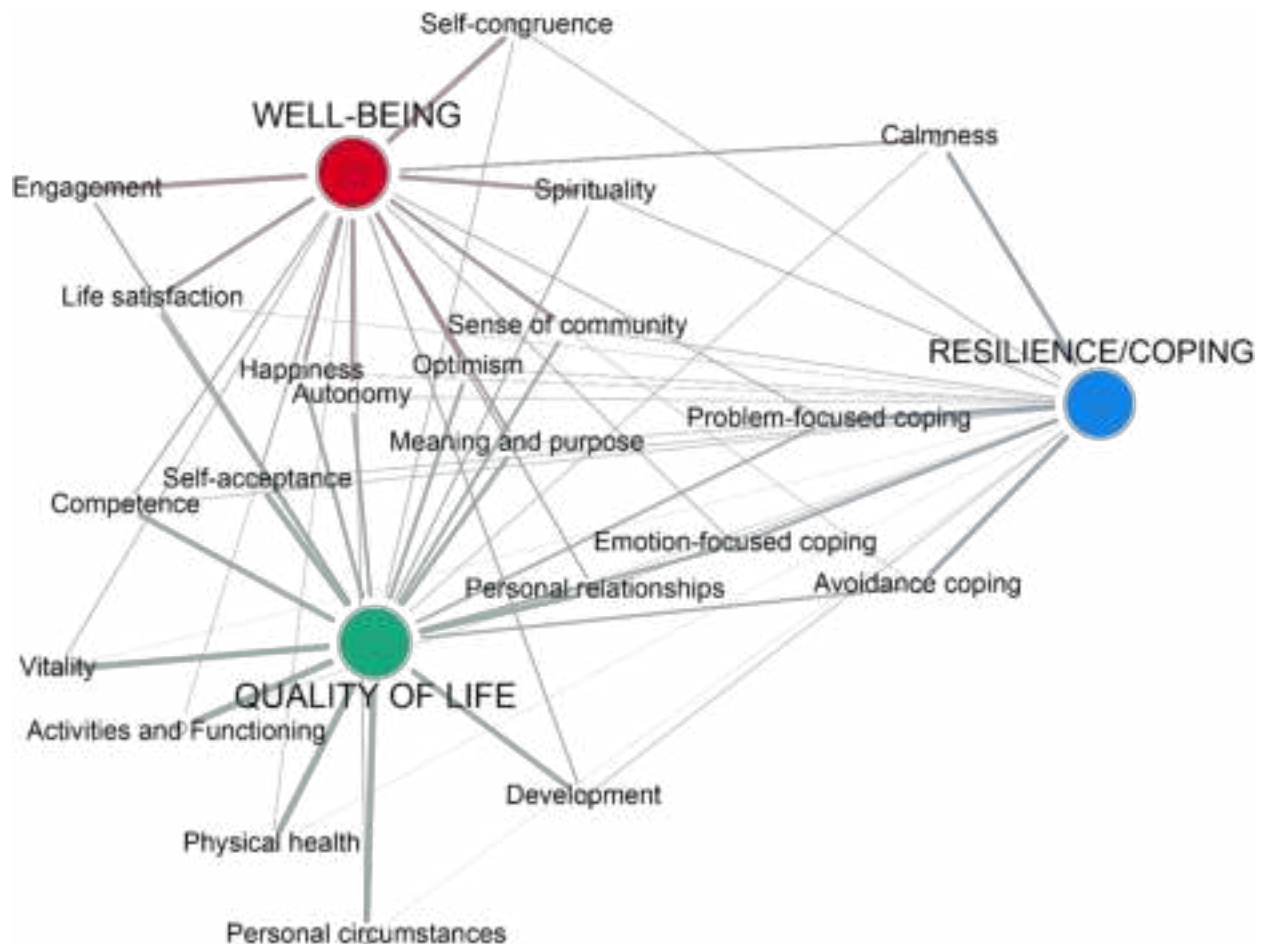 Self-congruence
WELL-BEING
Calmness
Engagement
Spirituality
Life satisfaction
Sense of community
RESILIENCE/COPING
Happiness
Optimism
Autonomy
Problem-focused coping
Meaning and purpose
Self-acceptance
Competence
Emotion-focused coping
Personal relationships
Avoidance coping
Vitality
QUALITY OF LIFE
Activities and Functioning
Development
Physical health
Personal circumstances